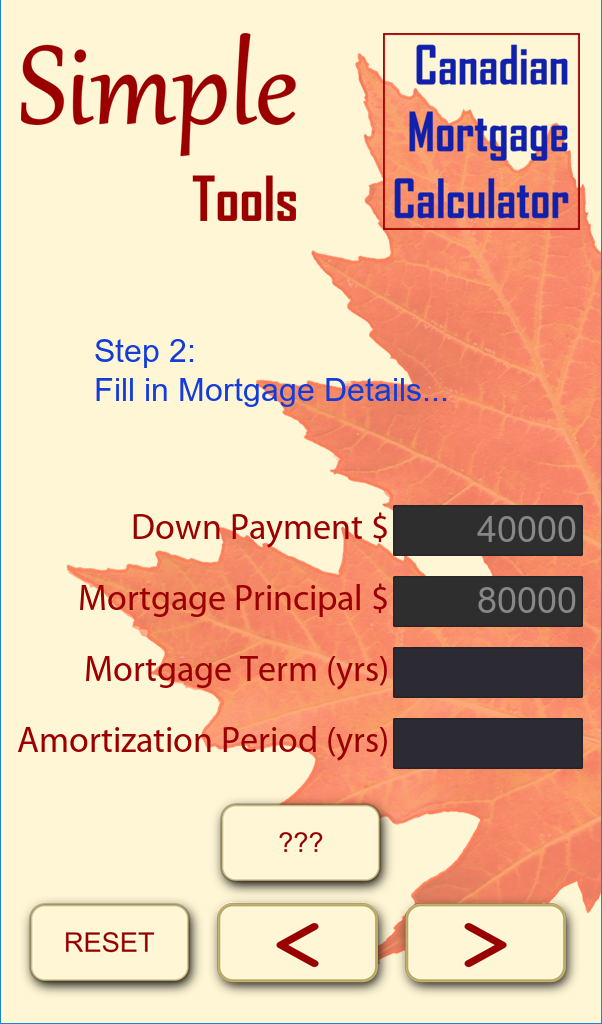 Simple
Tools
Canadian
Mortgage
Calculator
Step 2:
Fill in Mortgage Details...
Down Payment $ 40000
Mortgage Principal $ 80000
Mortgage Term (yrs)
Amortization Period (yrs)
???
RESET < >